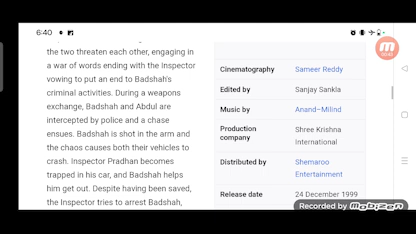 6:40
the two threaten each other, engaging in
a war of words ending with the Inspector
vowing to put an end to Badshah's
criminal activities. During a weapons
exchange, Badshah and Abdul are
intercepted by police and a chase
ensues. Badshah is shot in the arm and
the chaos causes both their vehicles to
crash. Inspector Pradhan becomes
trapped in his car, and Badshah helps
him get out. Despite having been saved,
the Inspector tries to arrest Badshah,
Cinematography Sameer Reddy
Edited by Sanjay Sankla
Music by Anand–Milind
Production Shree Krishna
company International
Distributed by Shemaroo
Entertainment
Release date 24 December 1999
Recorded by Mobizen